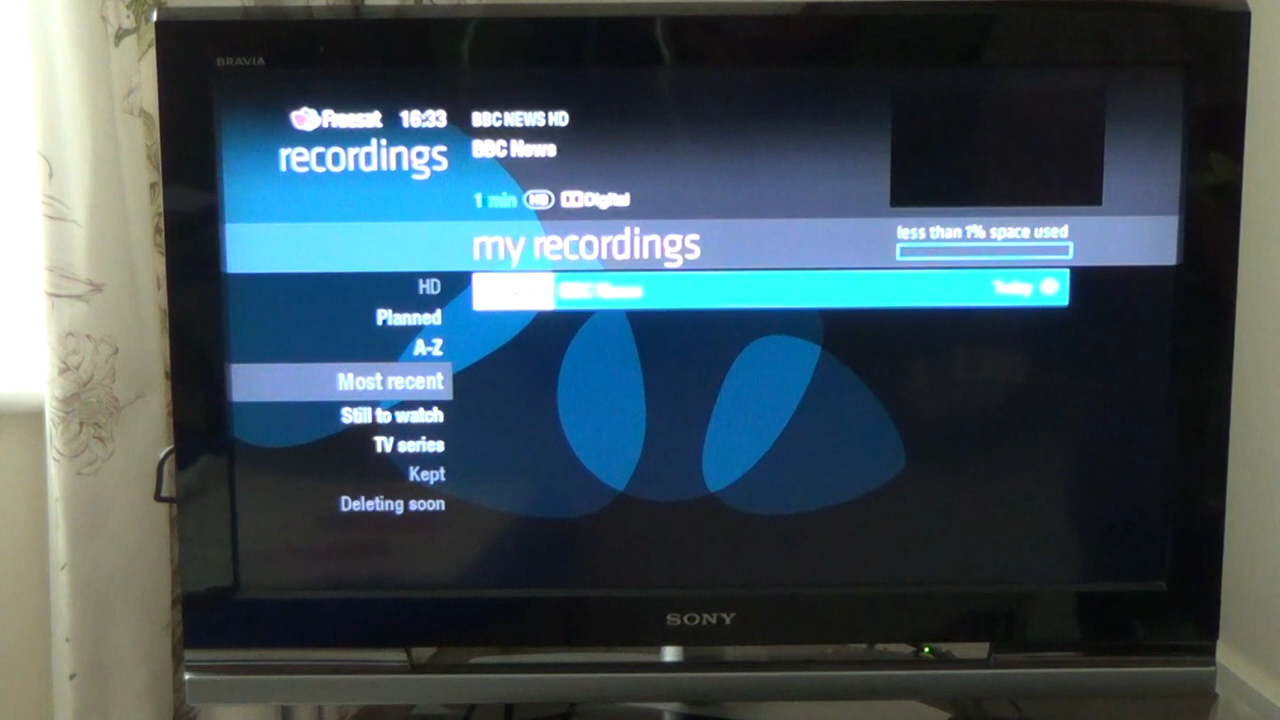 BRAVIA
Freesat 16:33
recordings
BBC NEWS HD
BBC News
1 min HD Digital
my recordings
less than 1% space used
BBC News Today
HD
Planned
A-Z
Most recent
Still to watch
TV series
Kept
Deleting soon
SONY